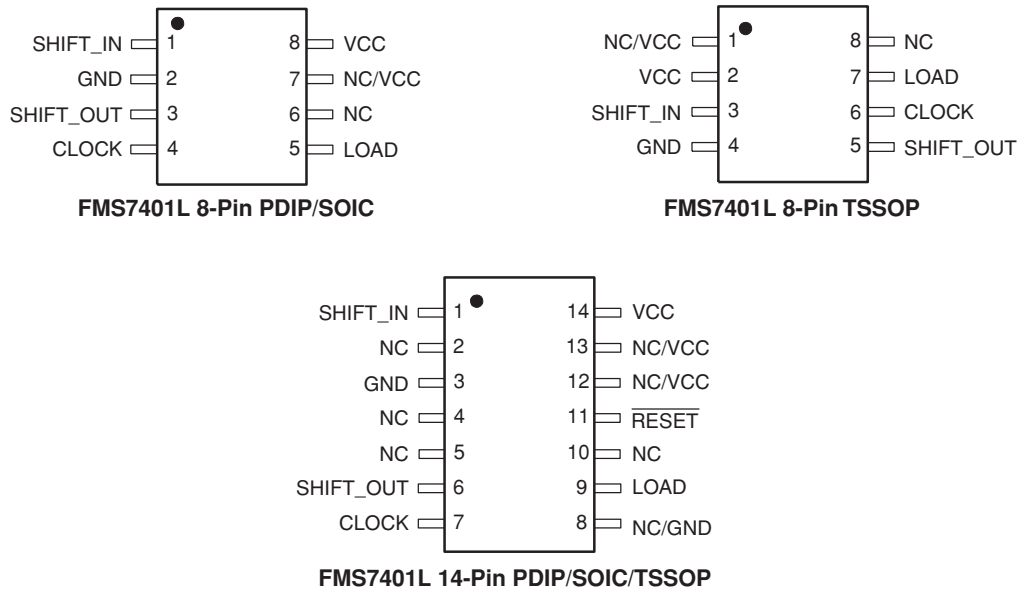 SHIFT_IN 1 8 VCC
GND 2 7 NC/VCC
SHIFT_OUT 3 6 NC
CLOCK 4 5 LOAD
FMS7401L 8-Pin PDIP/SOIC
NC/VCC 1 8 NC
VCC 2 7 LOAD
SHIFT_IN 3 6 CLOCK
GND 4 5 SHIFT_OUT
FMS7401L 8-Pin TSSOP
SHIFT_IN 1 14 VCC
NC 2 13 NC/VCC
GND 3 12 NC/VCC
NC 4 11 R̅E̅S̅E̅T̅
NC 5 10 NC
SHIFT_OUT 6 9 LOAD
CLOCK 7 8 NC/GND
FMS7401L 14-Pin PDIP/SOIC/TSSOP